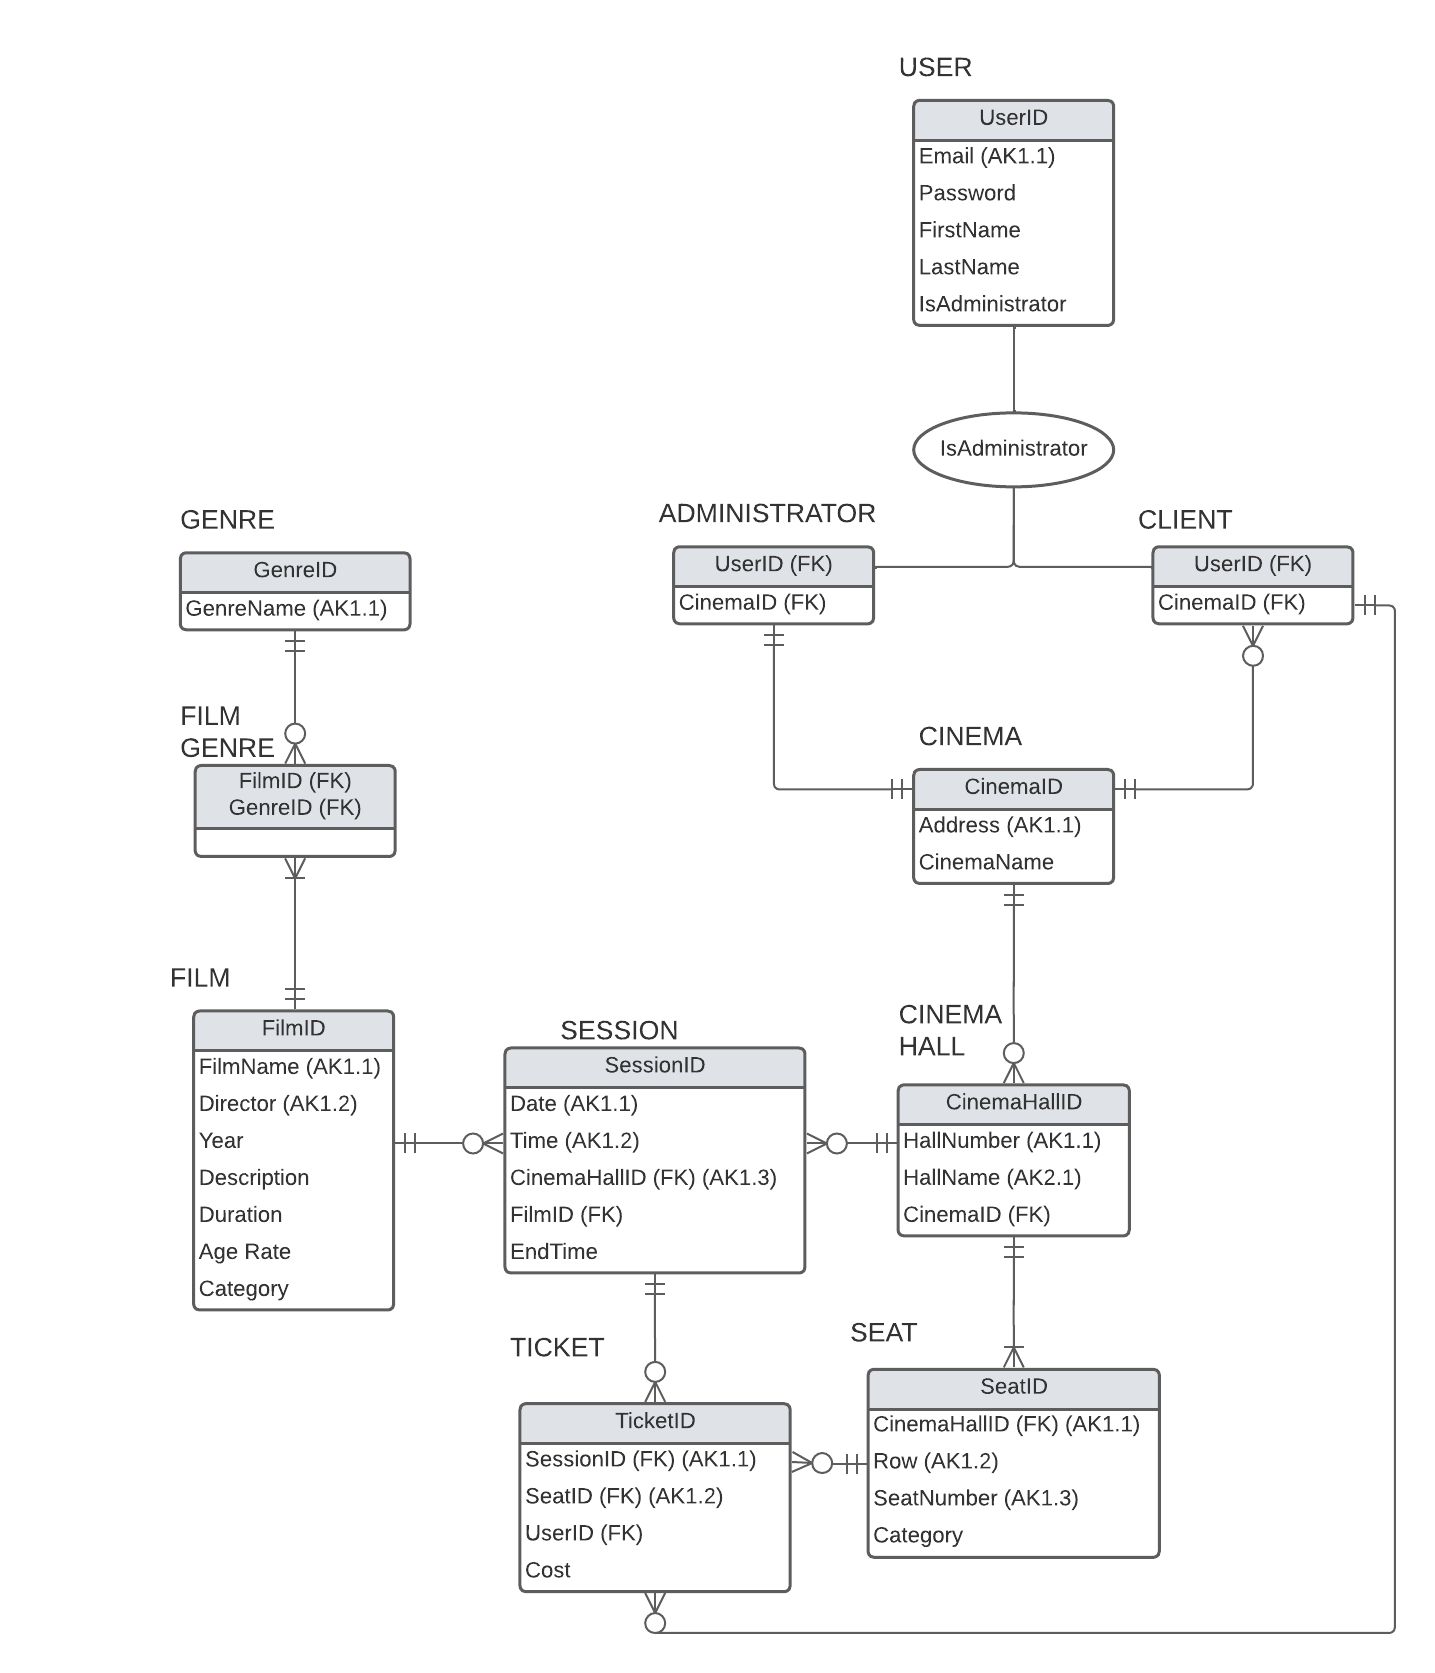 USER
UserID
Email (AK1.1)
Password
FirstName
LastName
IsAdministrator
IsAdministrator
ADMINISTRATOR
UserID (FK)
CinemaID (FK)
CLIENT
UserID (FK)
CinemaID (FK)
GENRE
GenreID
GenreName (AK1.1)
FILM
GENRE
FilmID (FK)
GenreID (FK)
CINEMA
CinemaID
Address (AK1.1)
CinemaName
FILM
FilmID
FilmName (AK1.1)
Director (AK1.2)
Year
Description
Duration
Age Rate
Category
SESSION
SessionID
Date (AK1.1)
Time (AK1.2)
CinemaHallID (FK) (AK1.3)
FilmID (FK)
EndTime
CINEMA
HALL
CinemaHallID
HallNumber (AK1.1)
HallName (AK2.1)
CinemaID (FK)
TICKET
TicketID
SessionID (FK) (AK1.1)
SeatID (FK) (AK1.2)
UserID (FK)
Cost
SEAT
SeatID
CinemaHallID (FK) (AK1.1)
Row (AK1.2)
SeatNumber (AK1.3)
Category